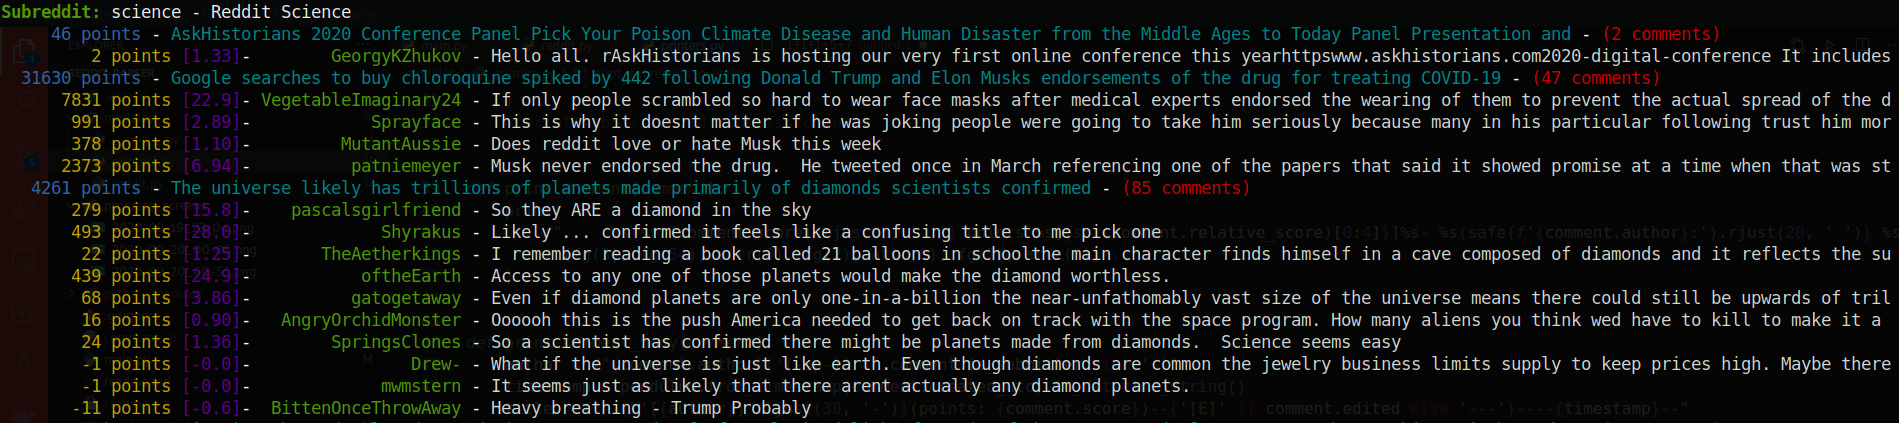 Subreddit: science - Reddit Science
46 points - AskHistorians 2020 Conference Panel Pick Your Poison Climate Disease and Human Disaster from the Middle Ages to Today Panel Presentation and - (2 comments)
2 points [1.33]- GeorgyKZhukov - Hello all. rAskHistorians is hosting our very first online conference this yearhttpswww.askhistorians.com2020-digital-conference It includes
31630 points - Google searches to buy chloroquine spiked by 442 following Donald Trump and Elon Musks endorsements of the drug for treating COVID-19 - (47 comments)
7831 points [22.9]- VegetableImaginary24 - If only people scrambled so hard to wear face masks after medical experts endorsed the wearing of them to prevent the actual spread of the d
991 points [2.89]- Sprayface - This is why it doesnt matter if he was joking people were going to take him seriously because many in his particular following trust him mor
378 points [1.10]- MutantAussie - Does reddit love or hate Musk this week
2373 points [6.94]- patniemeyer - Musk never endorsed the drug.  He tweeted once in March referencing one of the papers that said it showed promise at a time when that was st
4261 points - The universe likely has trillions of planets made primarily of diamonds scientists confirmed - (85 comments)
279 points [15.8]- pascalsgirlfriend - So they ARE a diamond in the sky
493 points [28.0]- Shyrakus - Likely ... confirmed it feels like a confusing title to me pick one
22 points [1.25]- TheAetherkings - I remember reading a book called 21 balloons in schoolthe main character finds himself in a cave composed of diamonds and it reflects the su
439 points [24.9]- oftheEarth - Access to any one of those planets would make the diamond worthless.
68 points [3.86]- gatogetaway - Even if diamond planets are only one-in-a-billion the near-unfathomably vast size of the universe means there could still be upwards of tril
16 points [0.90]- AngryOrchidMonster - Oooooh this is the push America needed to get back on track with the space program. How many aliens you think wed have to kill to make it a
24 points [1.36]- SpringsClones - So a scientist has confirmed there might be planets made from diamonds.  Science seems easy
-1 points [-0.0]- Drew- - What if the universe as just like earth. Even though diamonds are common the jewelry business limits supply to keep prices high. Maybe there
-1 points [-0.0]- mwmstern - It seems just as likely that there arent actually any diamond planets.
-11 points [-0.6]- BittenOnceThrowAway - Heavy breathing - Trump Probably